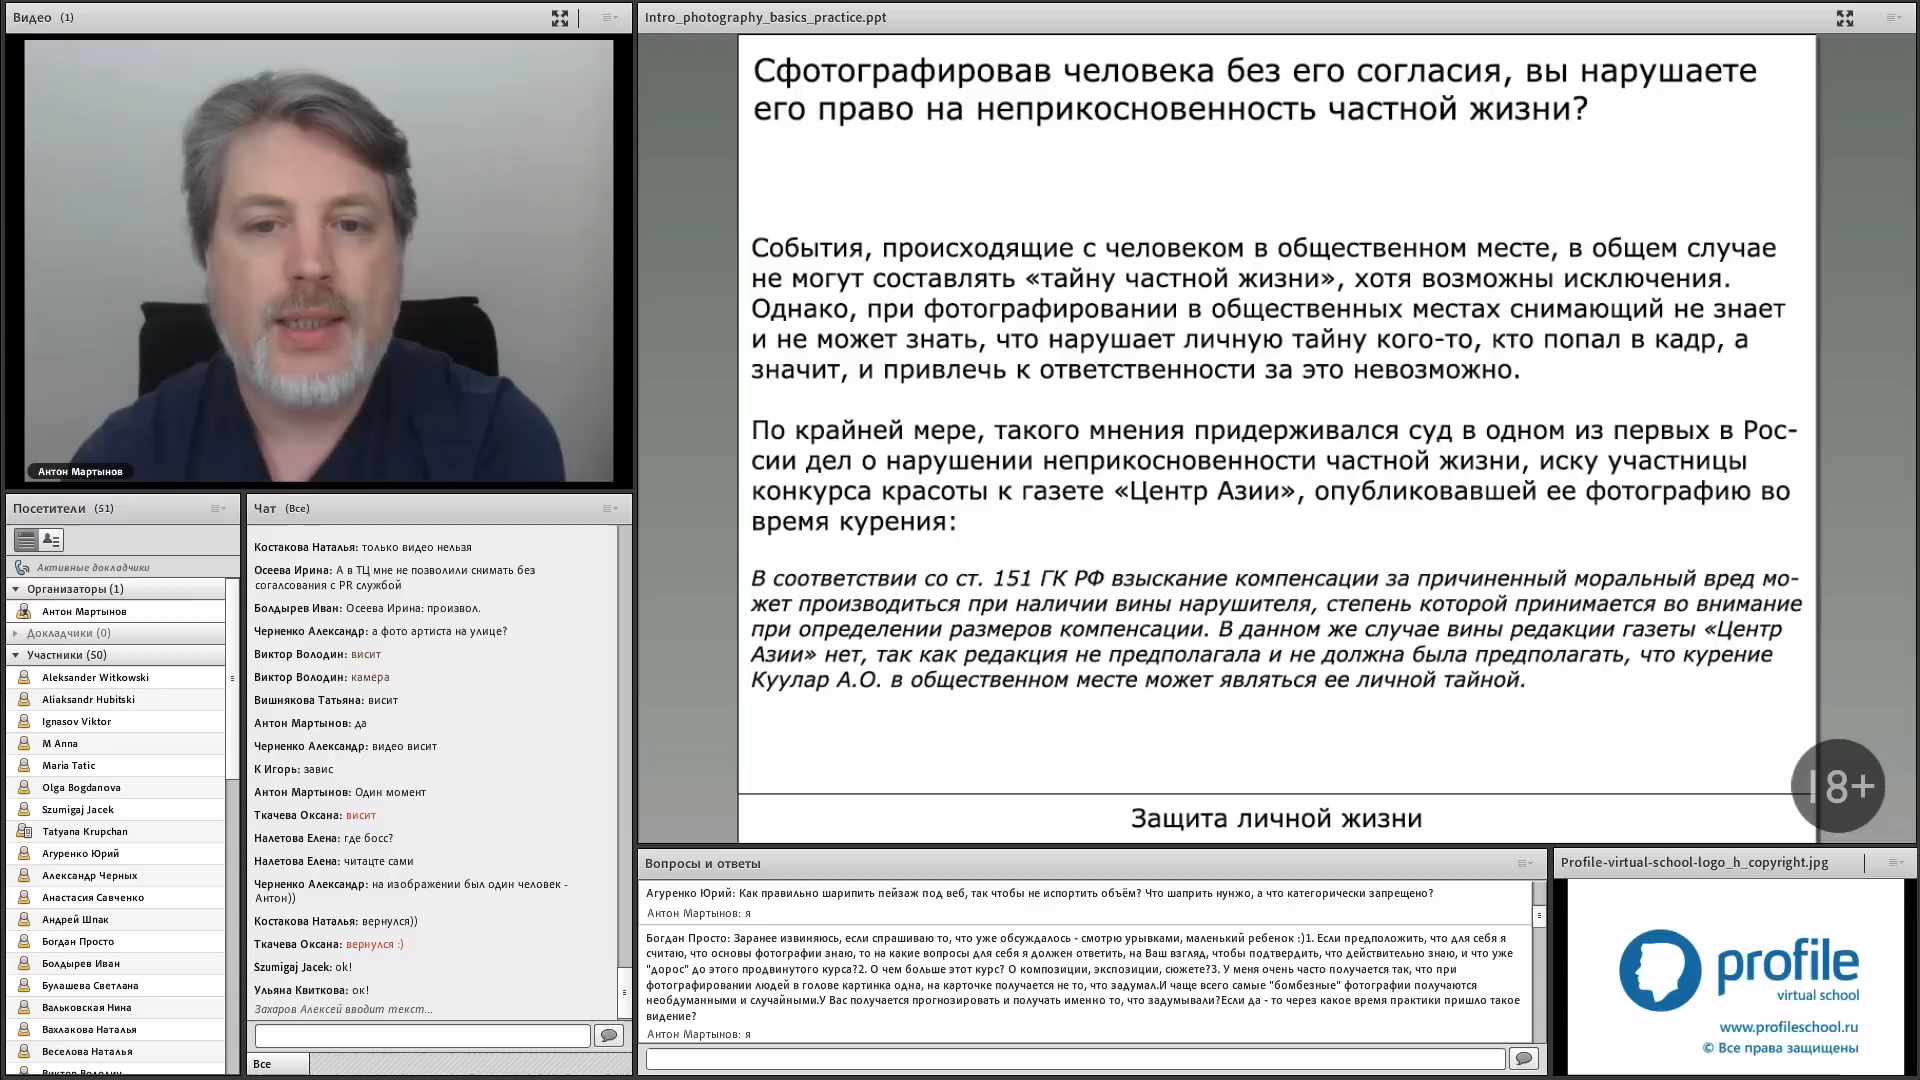 Видео (1)
Антон Мартынов
Посетители (51)
Активные докладчики
Организаторы (1)
Антон Мартынов
Докладчики (0)
Участники (50)
Aleksander Witkowski
Aliaksandr Hubitski
Ignasov Viktor
M Anna
Maria Tatic
Olga Bogdanova
Szumigaj Jacek
Tatyana Krupchan
Агуренко Юрий
Александр Черных
Анастасия Савченко
Андрей Шпак
Богдан Просто
Болдырев Иван
Булашева Светлана
Вальковская Нина
Вахлакова Наталья
Веселова Наталья
Виктор Володин
Чат (Все)
Костакова Наталья: только видео нельзя
Осеева Ирина: А в ТЦ мне не позволили снимать без
согалсования с PR службой
Болдырев Иван: Осеева Ирина: произвол.
Черненко Александр: а фото артиста на улице?
Виктор Володин: висит
Виктор Володин: камера
Вишнякова Татьяна: висит
Антон Мартынов: да
Черненко Александр: видео висит
К Игорь: завис
Антон Мартынов: Один момент
Ткачева Оксана: висит
Налетова Елена: где босс?
Налетова Елена: читацте сами
Черненко Александр: на изображении был один человек -
Антон))
Костакова Наталья: вернулся))
Ткачева Оксана: вернулся :)
Szumigaj Jacek: ok!
Ульяна Квиткова: ок!
Захаров Алексей вводит текст...
Все
Intro_photography_basics_practice.ppt
Сфотографировав человека без его согласия, вы нарушаете
его право на неприкосновенность частной жизни?
События, происходящие с человеком в общественном месте, в общем случае
не могут составлять «тайну частной жизни», хотя возможны исключения.
Однако, при фотографировании в общественных местах снимающий не знает
и не может знать, что нарушает личную тайну кого-то, кто попал в кадр, а
значит, и привлечь к ответственности за это невозможно.
По крайней мере, такого мнения придерживался суд в одном из первых в Рос-
сии дел о нарушении неприкосновенности частной жизни, иску участницы
конкурса красоты к газете «Центр Азии», опубликовавшей ее фотографию во
время курения:
В соответствии со ст. 151 ГК РФ взыскание компенсации за причиненный моральный вред мо-
жет производиться при наличии вины нарушителя, степень которой принимается во внимание
при определении размеров компенсации. В данном же случае вины редакции газеты «Центр
Азии» нет, так как редакция не предполагала и не должна была предполагать, что курение
Куулар А.О. в общественном месте может являться ее личной тайной.
18+
Защита личной жизни
Вопросы и ответы
Агуренко Юрий: Как правильно шарипить пейзаж под веб, так чтобы не испортить объём? Что шаприть нунжо, а что категорически запрещено?
Антон Мартынов: я
Богдан Просто: Заранее извиняюсь, если спрашиваю то, что уже обсуждалось - смотрю урывками, маленький ребенок :)1. Если предположить, что для себя я
считаю, что основы фотографии знаю, то на какие вопросы для себя я должен ответить, на Ваш взгляд, чтобы подтвердить, что действительно знаю, и что уже
"дорос" до этого продвинутого курса?2. О чем больше этот курс? О композиции, экспозиции, сюжете?3. У меня очень часто получается так, что при
фотографировании людей в голове картинка одна, на карточке получается не то, что задумал.И чаще всего самые "бомбезные" фотографии получаются
необдуманными и случайными.У Вас получается прогнозировать и получать именно то, что задумывали?Если да - то через какое время практики пришло такое
видение?
Антон Мартынов: я
Profile-virtual-school-logo_h_copyright.jpg
profile
virtual school
www.profileschool.ru
© Все права защищены